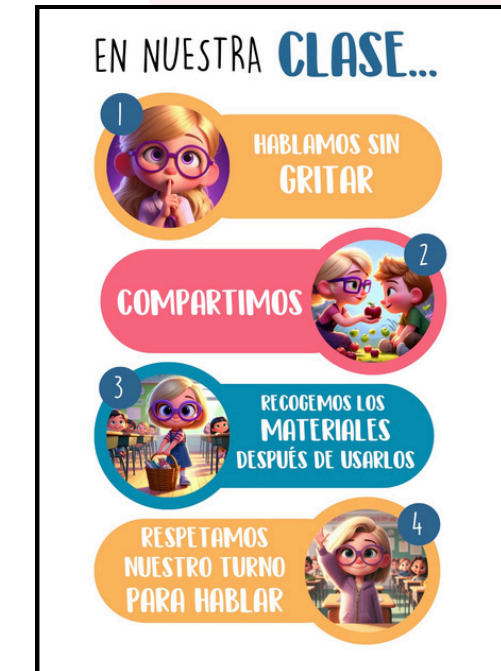 EN NUESTRA CLASE...
1
HABLAMOS SIN
GRITAR
2
COMPARTIMOS
3
RECOGEMOS LOS
MATERIALES
DESPUÉS DE USARLOS
4
RESPETAMOS
NUESTRO TURNO
PARA HABLAR